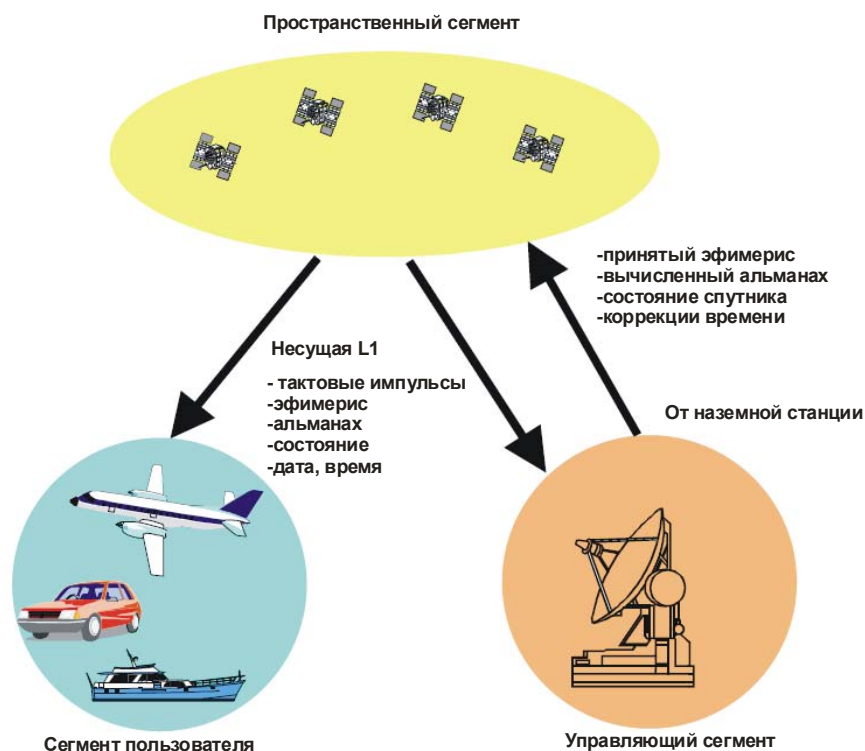 Пространственный сегмент
-принятый эфимерис
-вычисленный альманах
-состояние спутника
-коррекции времени
Несущая L1
- тактовые импульсы
-эфимерис
-альманах
-состояние
-дата, время
От наземной станции
Сегмент пользователя
Управляющий сегмент